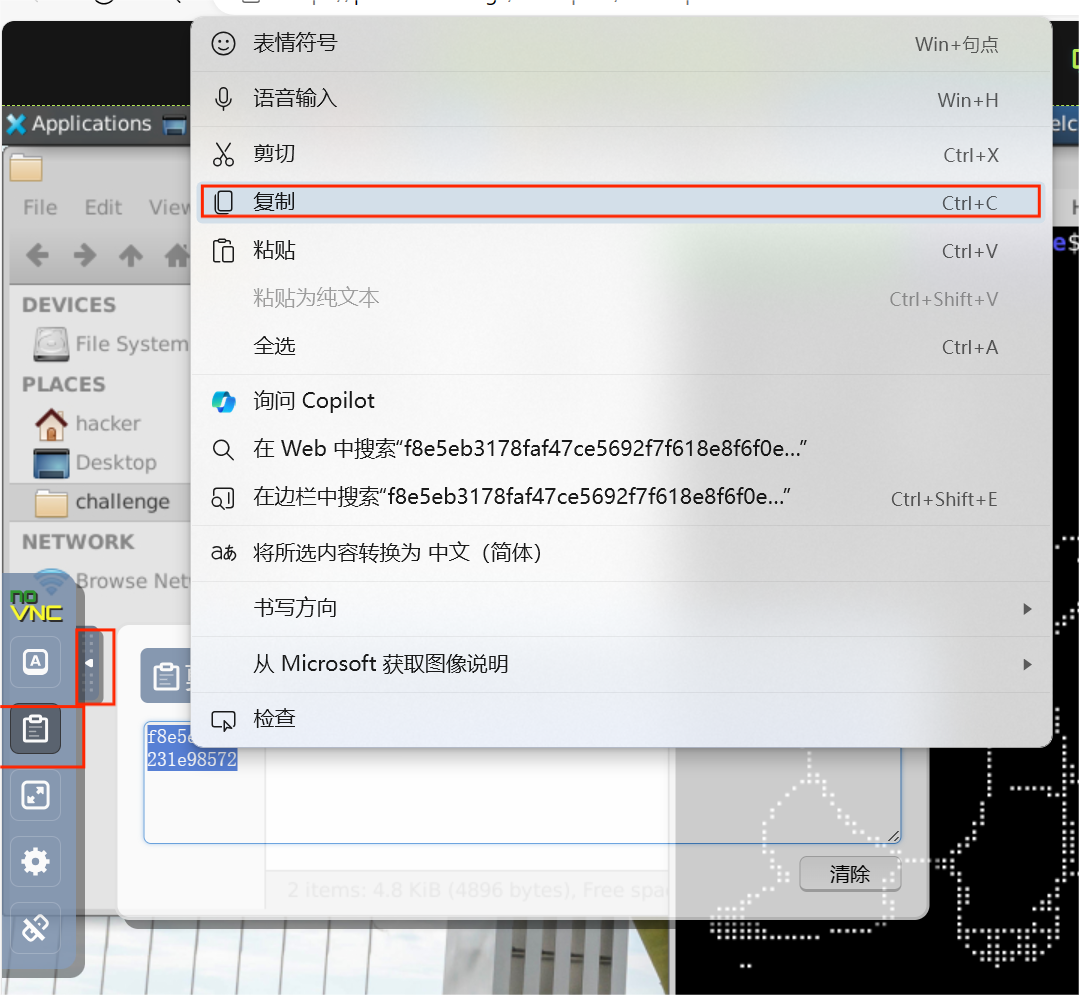 表情符号 Win+句点
语音输入 Win+H
剪切 Ctrl+X
复制 Ctrl+C
粘贴 Ctrl+V
粘贴为纯文本 Ctrl+Shift+V
全选 Ctrl+A
询问 Copilot
在 Web 中搜索“f8e5eb3178faf47ce5692f7f618e8f6f0e...”
在边栏中搜索“f8e5eb3178faf47ce5692f7f618e8f6f0e...” Ctrl+Shift+E
将所选内容转换为 中文（简体）
书写方向
从 Microsoft 获取图像说明
检查
Applications
File Edit View
DEVICES
File System
PLACES
hacker
Desktop
challenge
NETWORK
Browse Net
no
VNC
A
f8e5e
231e98572
2 items: 4.8 KiB (4896 bytes), Free spa
清除
elc
e$